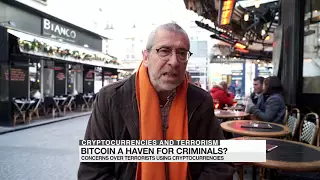 BIANCO
CRYPTOCURRENCIES AND TERRORISM
BITCOIN A HAVEN FOR CRIMINALS?
CONCERNS OVER TERRORISTS USING CRYPTOCURRENCIES